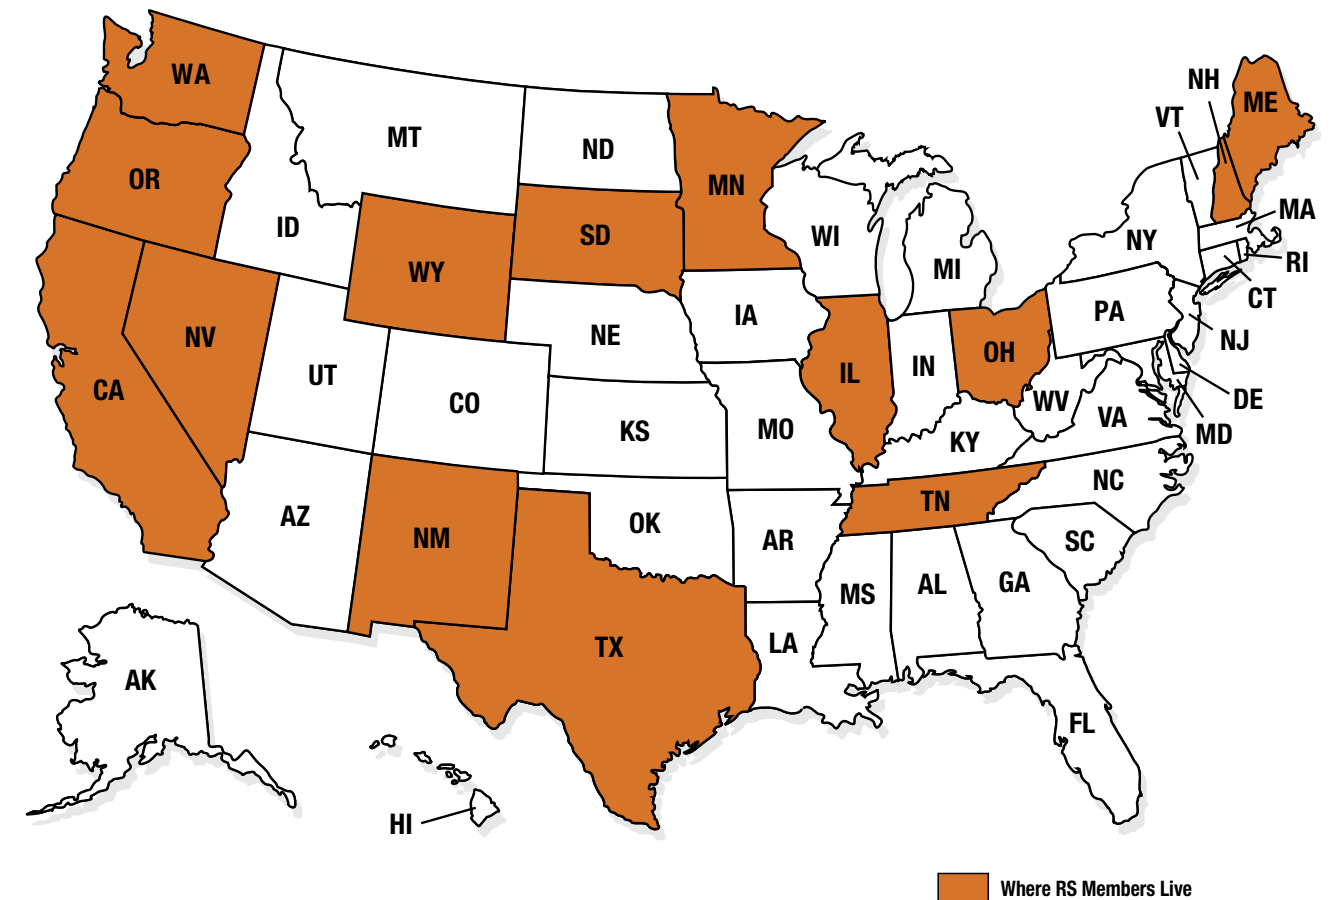 NH
WA
ME
VT
MT
ND
OR
MN
MA
ID
SD
WI
NY
RI
WY
MI
CT
PA
IA
NV
NE
NJ
OH
IN
UT
IL
CA
DE
CO
WV
VA
KS
MO
MD
KY
NC
TN
AZ
OK
NM
AR
SC
GA
AL
MS
LA
TX
AK
FL
HI
Where RS Members Live